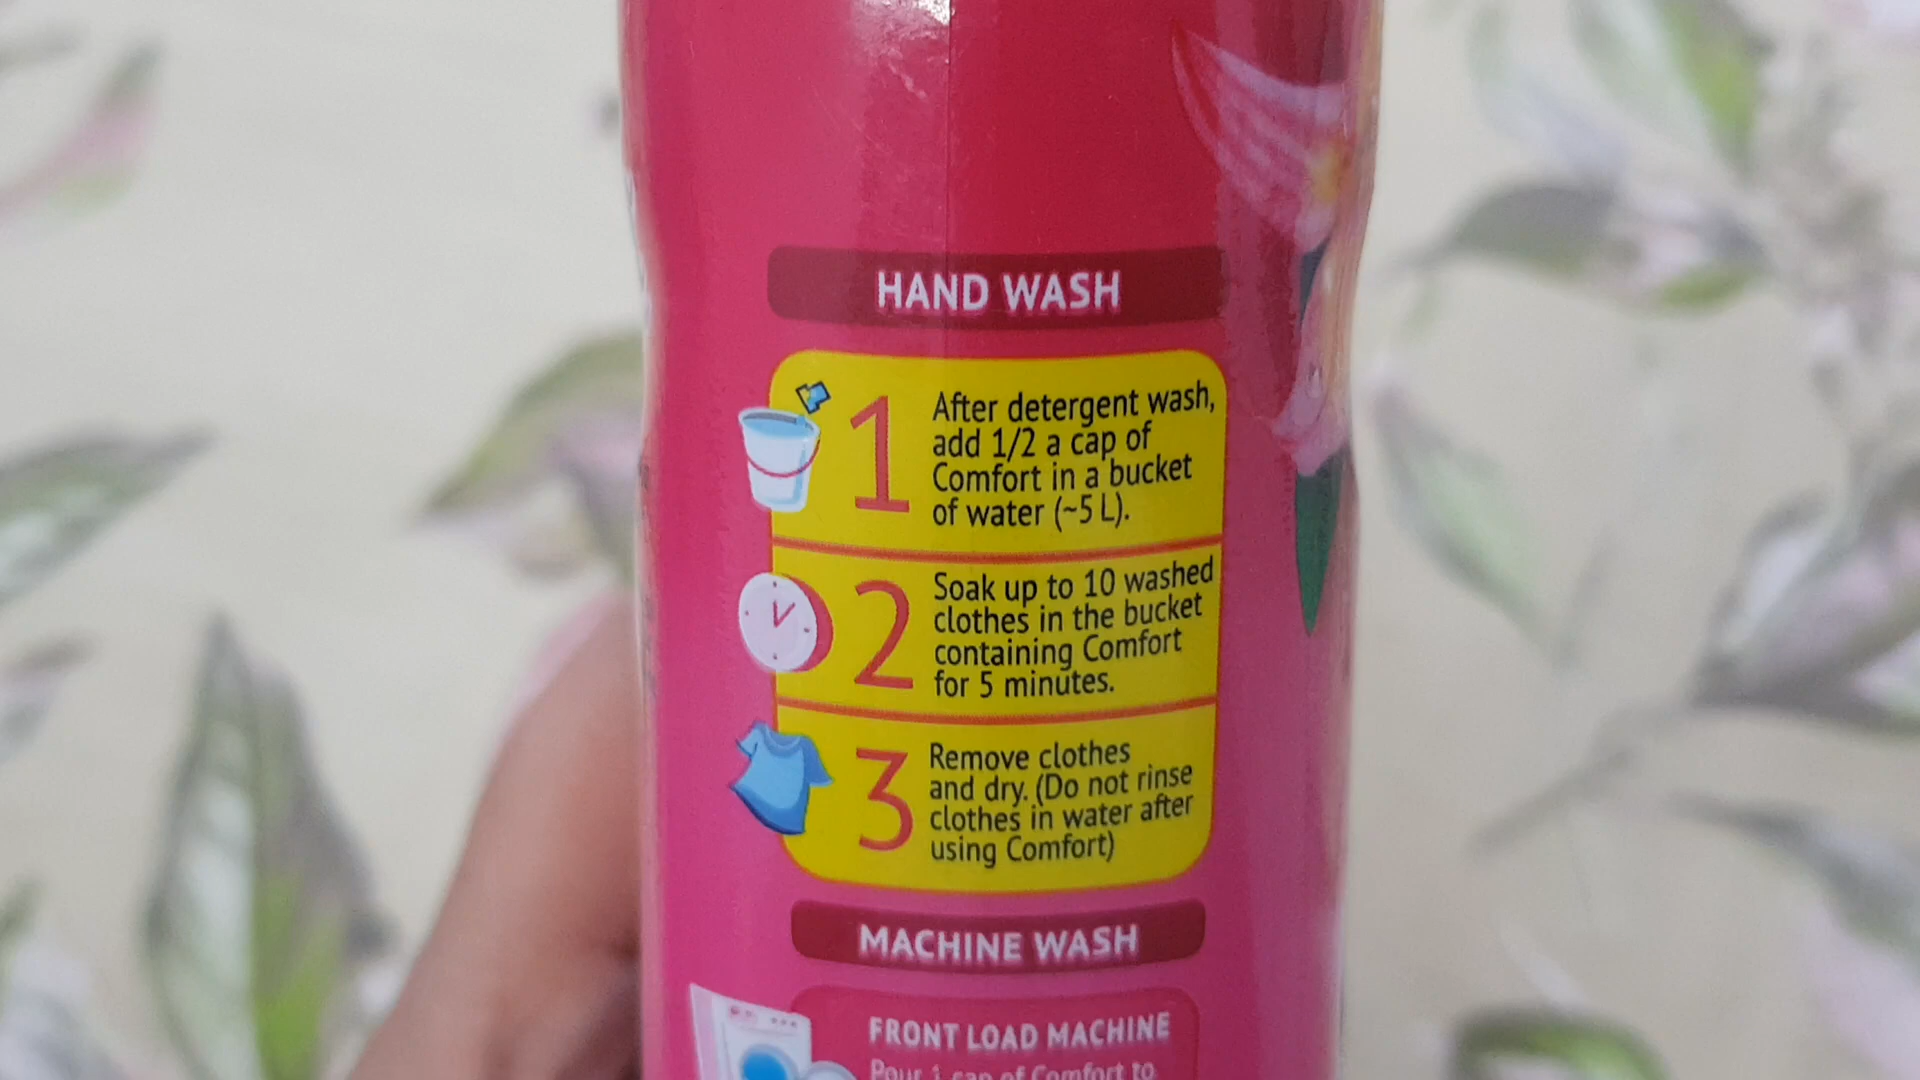 HAND WASH
1
After detergent wash,
add 1/2 a cap of
Comfort in a bucket
of water (~5 L).
2
Soak up to 10 washed
clothes in the bucket
containing Comfort
for 5 minutes.
3
Remove clothes
and dry. (Do not rinse
clothes in water after
using Comfort)
MACHINE WASH
FRONT LOAD MACHINE
Pour 1 cap of Comfort to